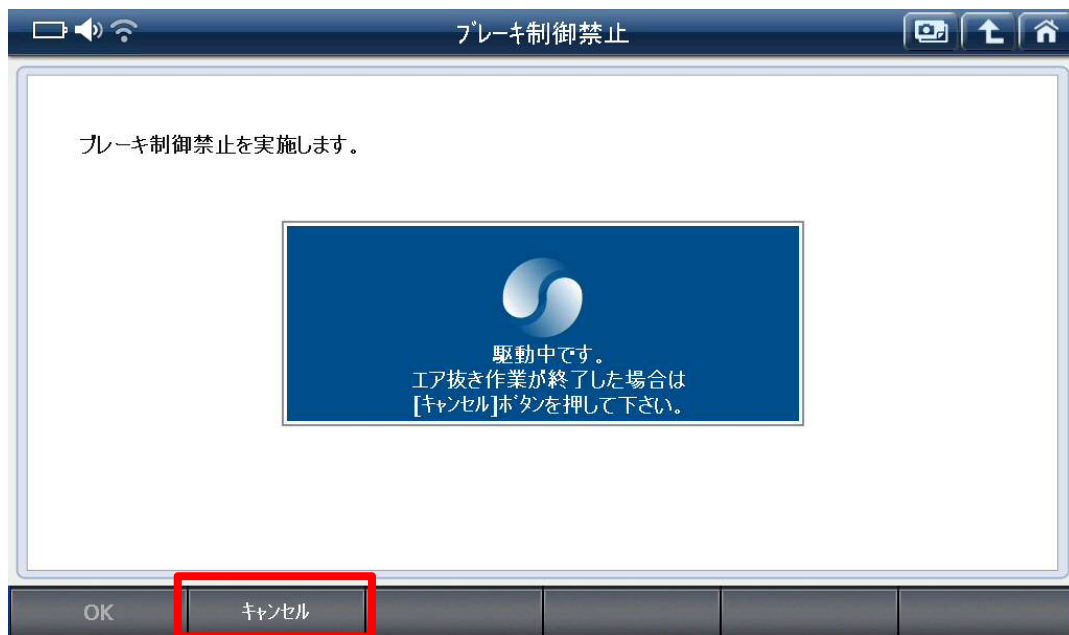 ブレーキ制御禁止
ブレーキ制御禁止を実施します。
駆動中です。
エア抜き作業が終了した場合は
[キャンセル]ボタンを押して下さい。
OK
キャンセル